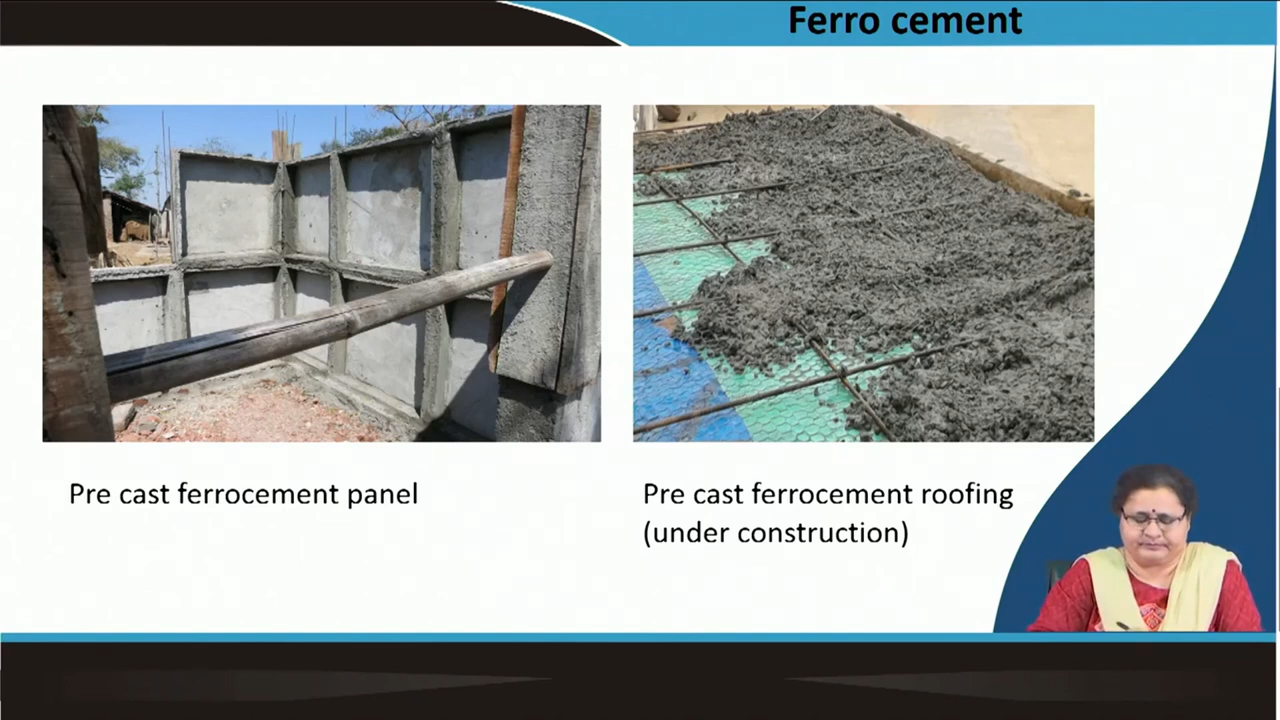 Ferro cement
Pre cast ferrocement panel
Pre cast ferrocement roofing
(under construction)